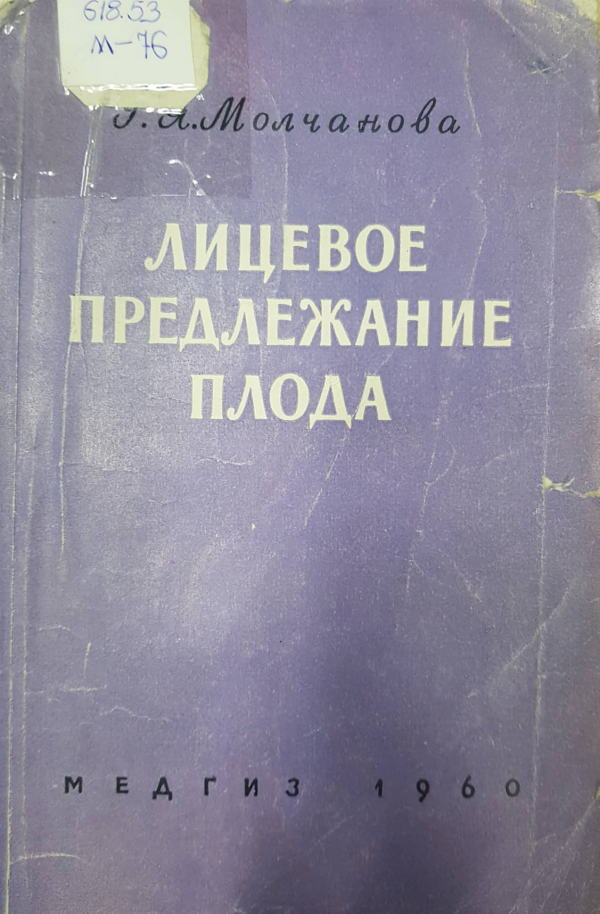 618.53
М-76
Я. Молчанова
ЛИЦЕВОЕ
ПРЕДЛЕЖАНИЕ
ПЛОДА
МЕДГИЗ 1960